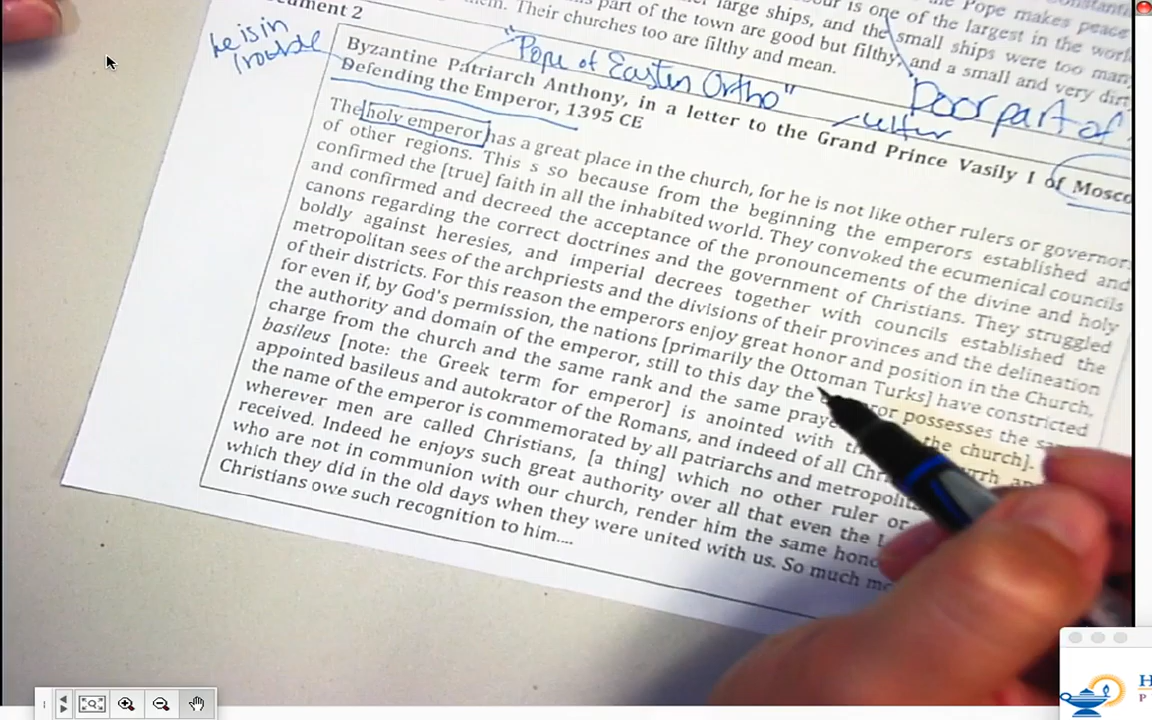 cument 2
he is in
trouble
part of the town are good but filthy, and a small and very dirt
them. Their churches too are filthy and mean.
large ships, and the small ships were too many
is one of the largest in the worl
the Pope makes peace
Constant
"Pope of Easten Ortho"
Poor part of
Byzantine Patriarch Anthony, in a letter to the Grand Prince Vasily I of Mosco
Defending the Emperor, 1395 CE
The holy emperor has a great place in the church, for he is not like other rulers or governor
of other regions. This s so because from the beginning the emperors established and
confirmed the [true] faith in all the inhabited world. They convoked the ecumenical councils
and confirmed and decreed the acceptance of the pronouncements of the divine and holy
canons regarding the correct doctrines and the government of Christians. They struggled
boldly against heresies, and imperial decrees together with councils established the
metropolitan sees of the archpriests and the divisions of their provinces and the delineation
of their districts. For this reason the emperors enjoy great honor and position in the Church,
for even if, by God's permission, the nations [primarily the Ottoman Turks] have constricted
the authority and domain of the emperor, still to this day the possesses the
charge from the church and the same rank and the same the church].
basileus [note: the Greek term for emperor] is anointed with
appointed basileus and autokrator of the Romans, and indeed of all
the name of the emperor is commemorated by all patriarchs and
wherever men are called Christians, [a thing] which no other ruler or
received. Indeed he enjoys such great authority over all that even the
who are not in communion with our church, render him the same
which they did in the old days when they were united with us. So much
Christians owe such recognition to him....
H
P